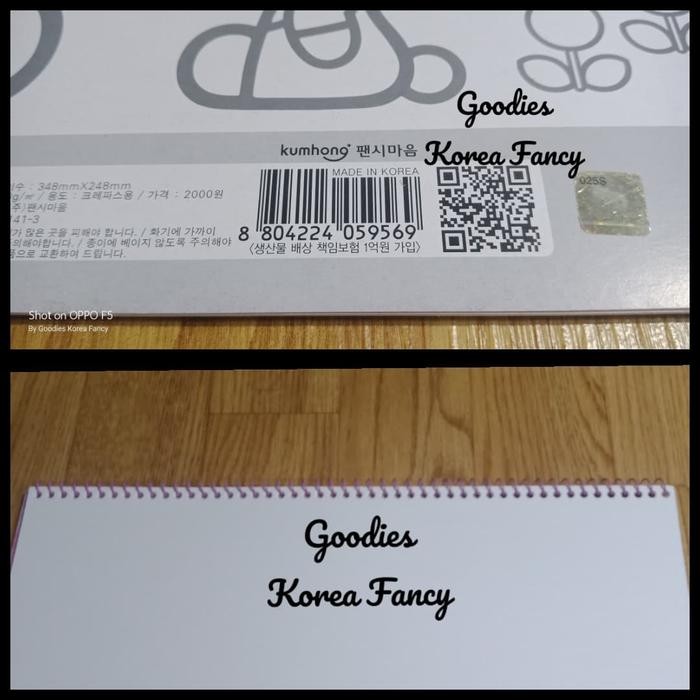 Goodies
Korea Fancy
kumhong 팬시마음
MADE IN KOREA
025S
수 : 348mmX248mm
g/㎡ / 용도 : 크레파스용 / 가격 : 2000원
주)팬시마을
41-3
가 많은 곳을 피해야 합니다. / 화기에 가까이
의해야합니다. / 종이에 베이지 않도록 주의해야
품으로 교환하여 드립니다.
8 804224 059569
<생산물 배상 책임보험 1억원 가입>
Shot on OPPO F5
By Goodies Korea Fancy
Goodies
Korea Fancy